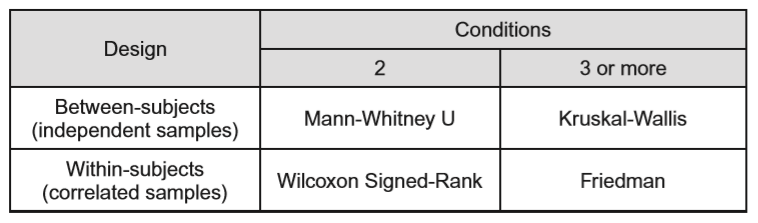 Design
Conditions
2
3 or more
Between-subjects
(independent samples)
Mann-Whitney U
Kruskal-Wallis
Within-subjects
(correlated samples)
Wilcoxon Signed-Rank
Friedman